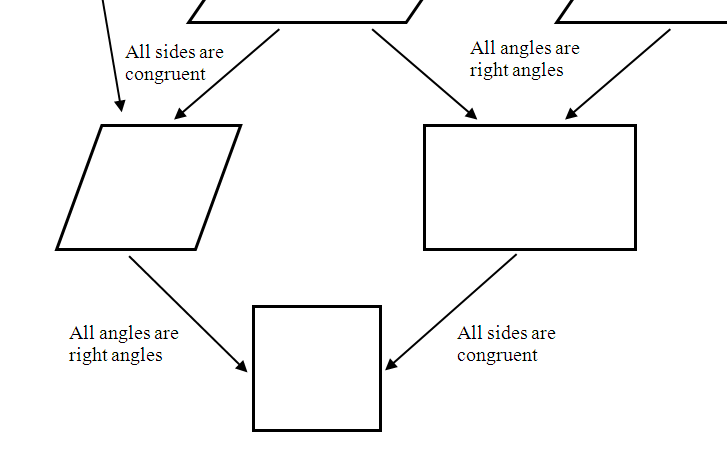 All sides are
congruent
All angles are
right angles
All angles are
right angles
All sides are
congruent